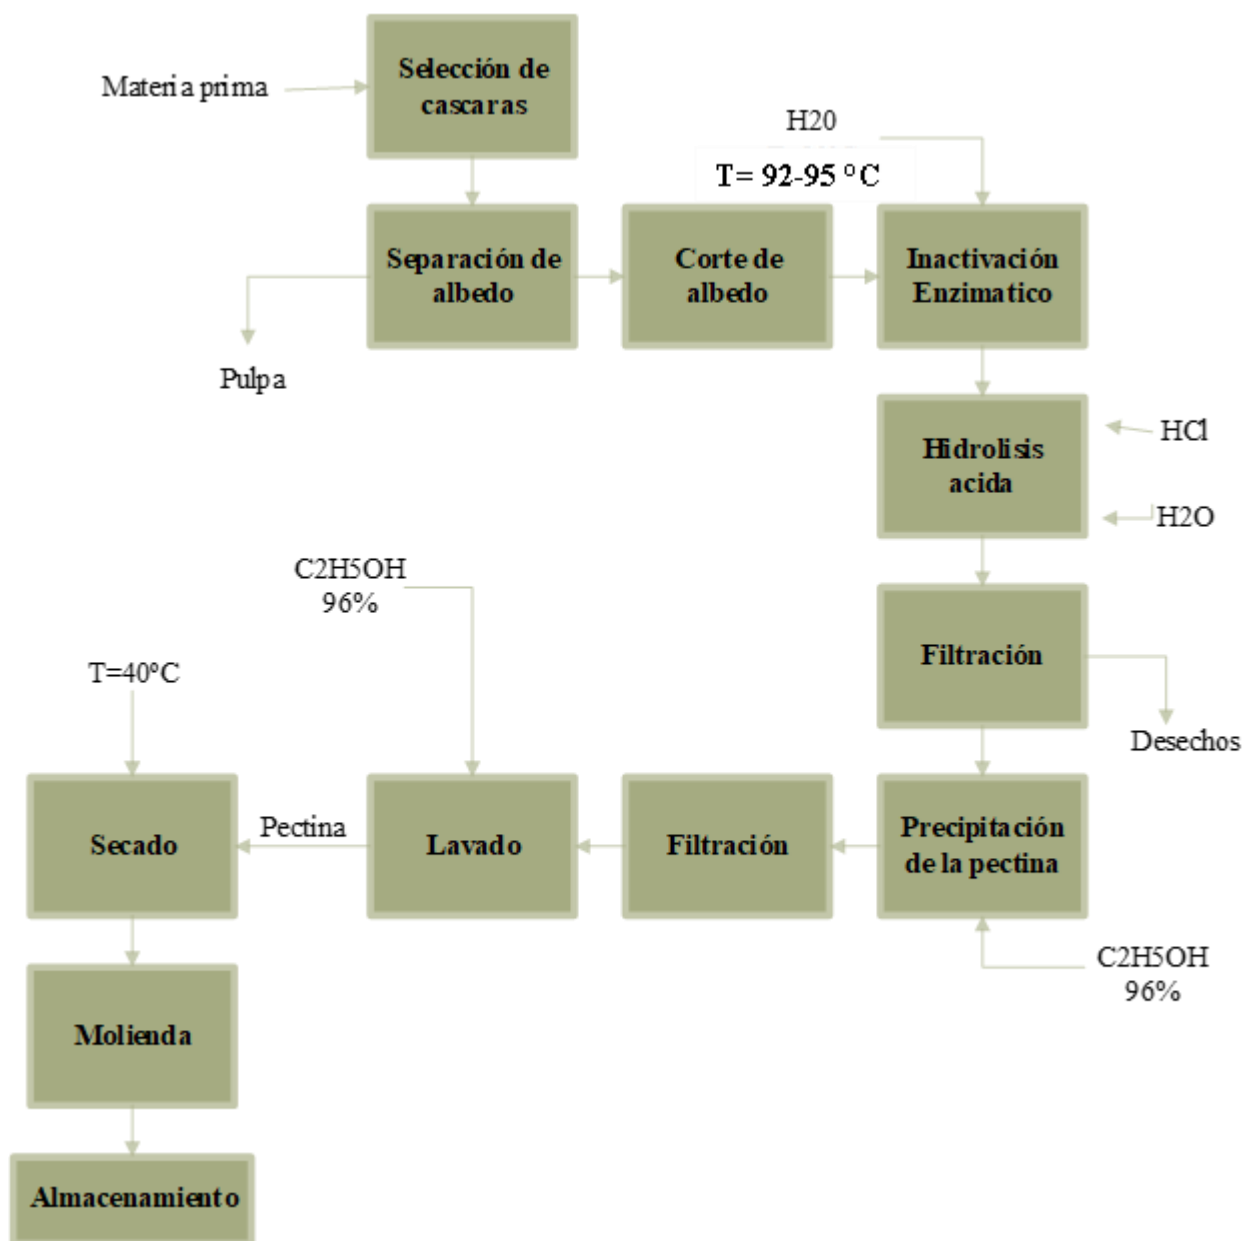 Materia prima
Selección de
cascaras
H20
T= 92-95 °C
Separación de
albedo
Corte de
albedo
Inactivación
Enzimatico
Pulpa
Hidrolisis
acida
HCl
H2O
C2H5OH
96%
Filtración
Desechos
T=40ºC
Secado
Pectina
Lavado
Filtración
Precipitación
de la pectina
C2H5OH
96%
Molienda
Almacenamiento